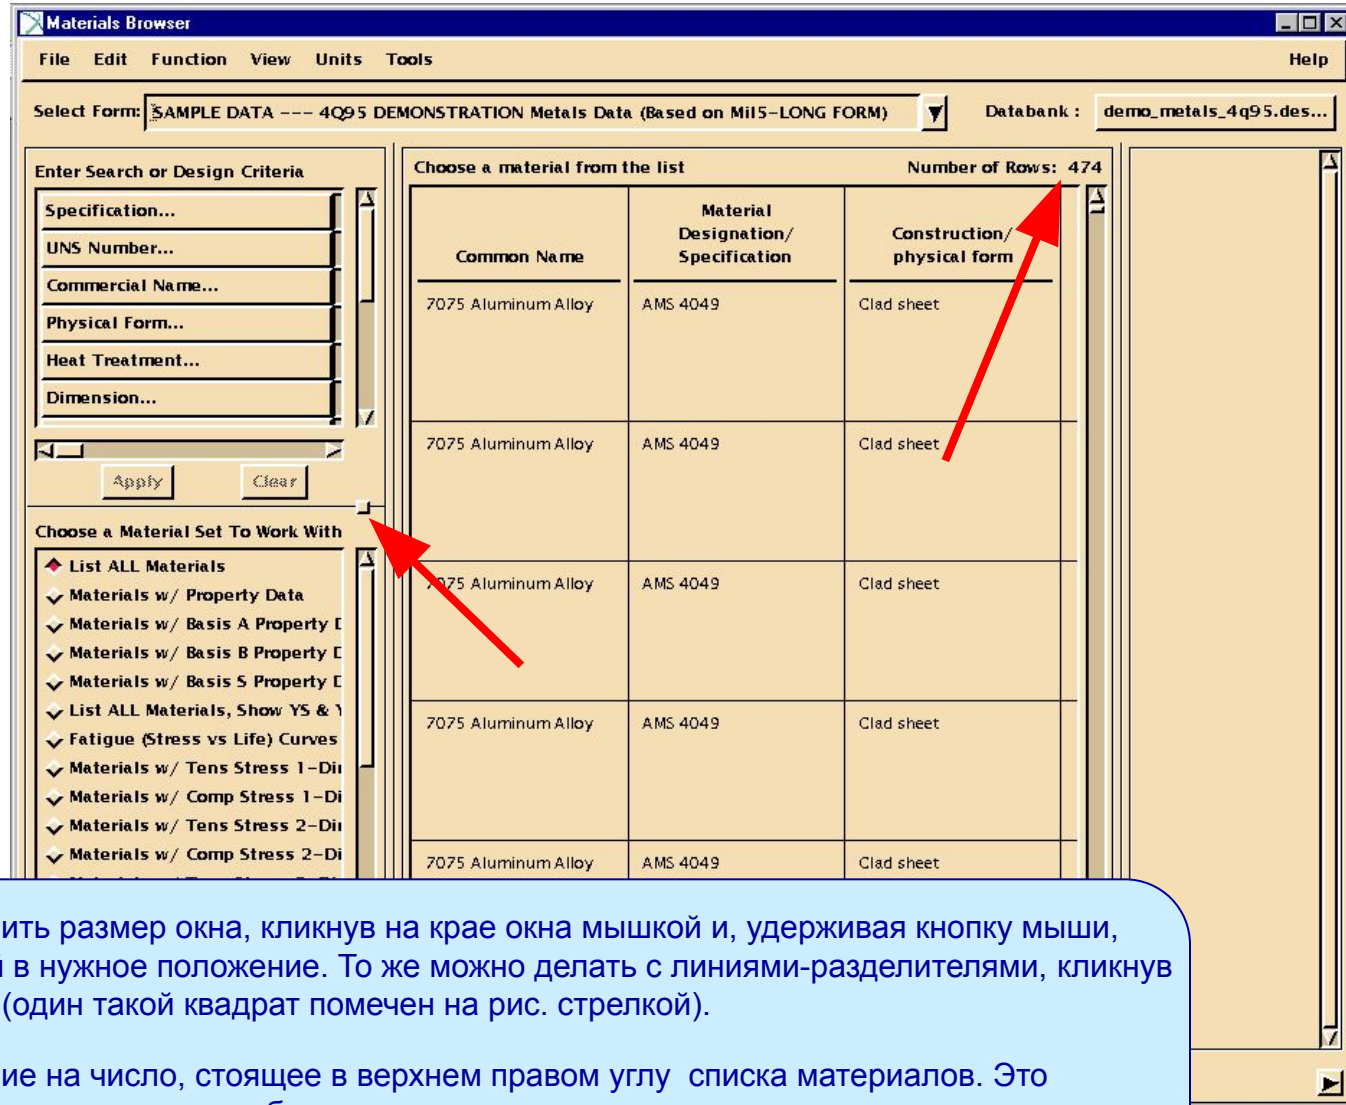 Materials Browser
File Edit Function View Units Tools Help
Select Form: SAMPLE DATA --- 4Q95 DEMONSTRATION Metals Data (Based on Mil5-LONG FORM) Databank : demo_metals_4q95.des...
Enter Search or Design Criteria
Specification...
UNS Number...
Commercial Name...
Physical Form...
Heat Treatment...
Dimension...
Apply Clear
Choose a Material Set To Work With
List ALL Materials
Materials w/ Property Data
Materials w/ Basis A Property D
Materials w/ Basis B Property D
Materials w/ Basis S Property D
List ALL Materials, Show YS & Y
Fatigue (Stress vs Life) Curves
Materials w/ Tens Stress 1-Di
Materials w/ Comp Stress 1-Di
Materials w/ Tens Stress 2-Di
Materials w/ Comp Stress 2-Di
Choose a material from the list Number of Rows: 474
Common Name
Material Designation/ Specification
Construction/ physical form
7075 Aluminum Alloy AMS 4049 Clad sheet
7075 Aluminum Alloy AMS 4049 Clad sheet
7075 Aluminum Alloy AMS 4049 Clad sheet
7075 Aluminum Alloy AMS 4049 Clad sheet
7075 Aluminum Alloy AMS 4049 Clad sheet
ить размер окна, кликнув на крае окна мышкой и, удерживая кнопку мыши,
й в нужное положение. То же можно делать с линиями-разделителями, кликнув
(один такой квадрат помечен на рис. стрелкой).
ие на число, стоящее в верхнем правом углу списка материалов. Это